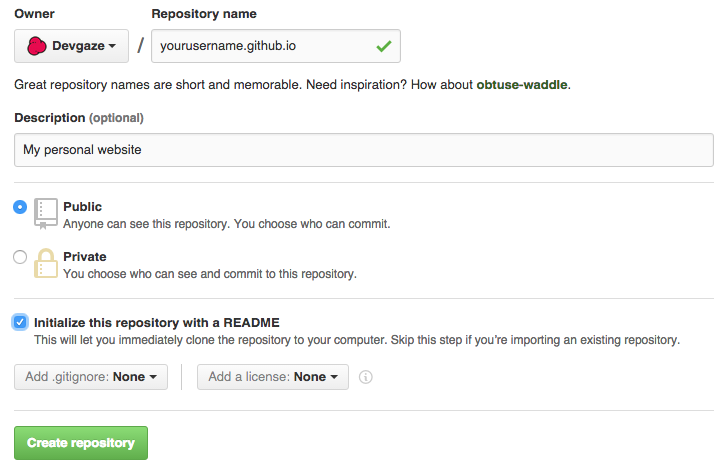 Owner Repository name
Devgaze / yourusername.github.io
Great repository names are short and memorable. Need inspiration? How about obtuse-waddle.
Description (optional)
My personal website
Public
Anyone can see this repository. You choose who can commit.
Private
You choose who can see and commit to this repository.
Initialize this repository with a README
This will let you immediately clone the repository to your computer. Skip this step if you’re importing an existing repository.
Add .gitignore: None Add a license: None
Create repository